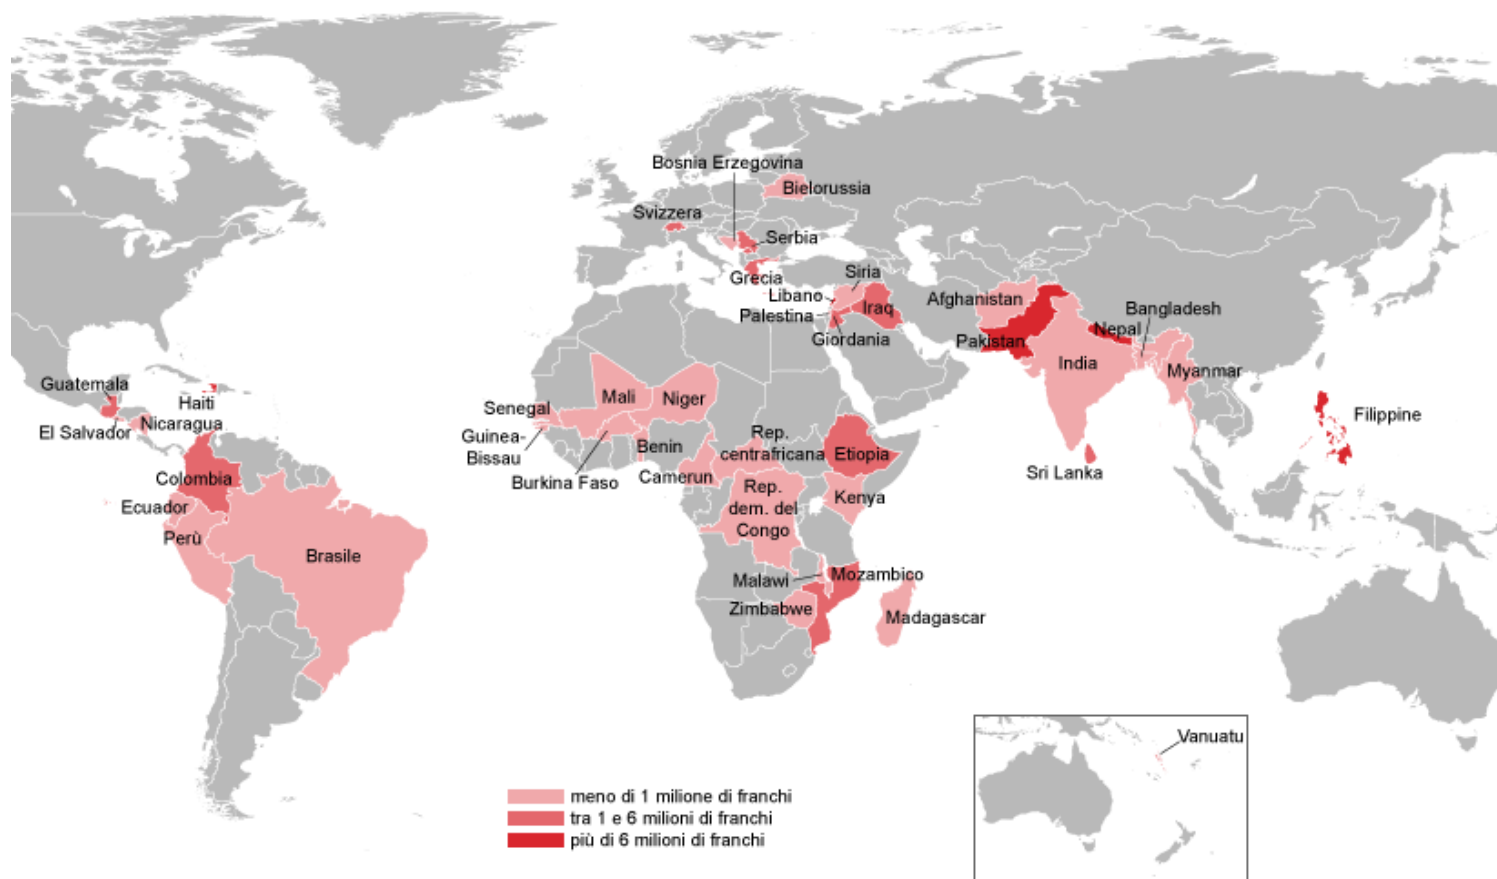 Bosnia Erzegovina
Bielorussia
Svizzera
Serbia
Grecia
Siria
Libano
Iraq
Palestina
Giordania
Afghanistan
Bangladesh
Pakistan
Nepal
India
Myanmar
Guatemala
Haiti
Nicaragua
El Salvador
Mali
Niger
Senegal
Guinea-
Bissau
Benin
Burkina Faso
Camerun
Rep.
centrafricana
Etiopia
Filippine
Sri Lanka
Colombia
Ecuador
Perù
Brasile
Rep.
dem. del
Congo
Kenya
Malawi
Mozambico
Zimbabwe
Madagascar
Vanuatu
meno di 1 milione di franchi
tra 1 e 6 milioni di franchi
più di 6 milioni di franchi